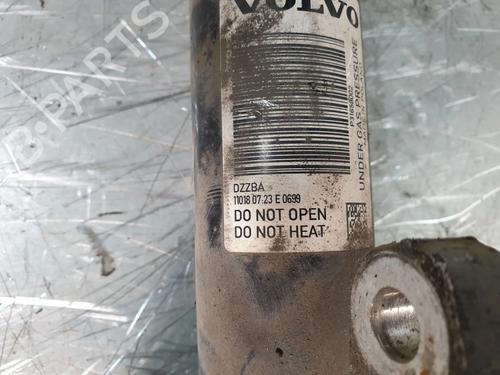 VOLVO
UNDER GAS PRESSURE
DZZBA
11018 07.23 E 0699
DO NOT OPEN
DO NOT HEAT
B-PARTS